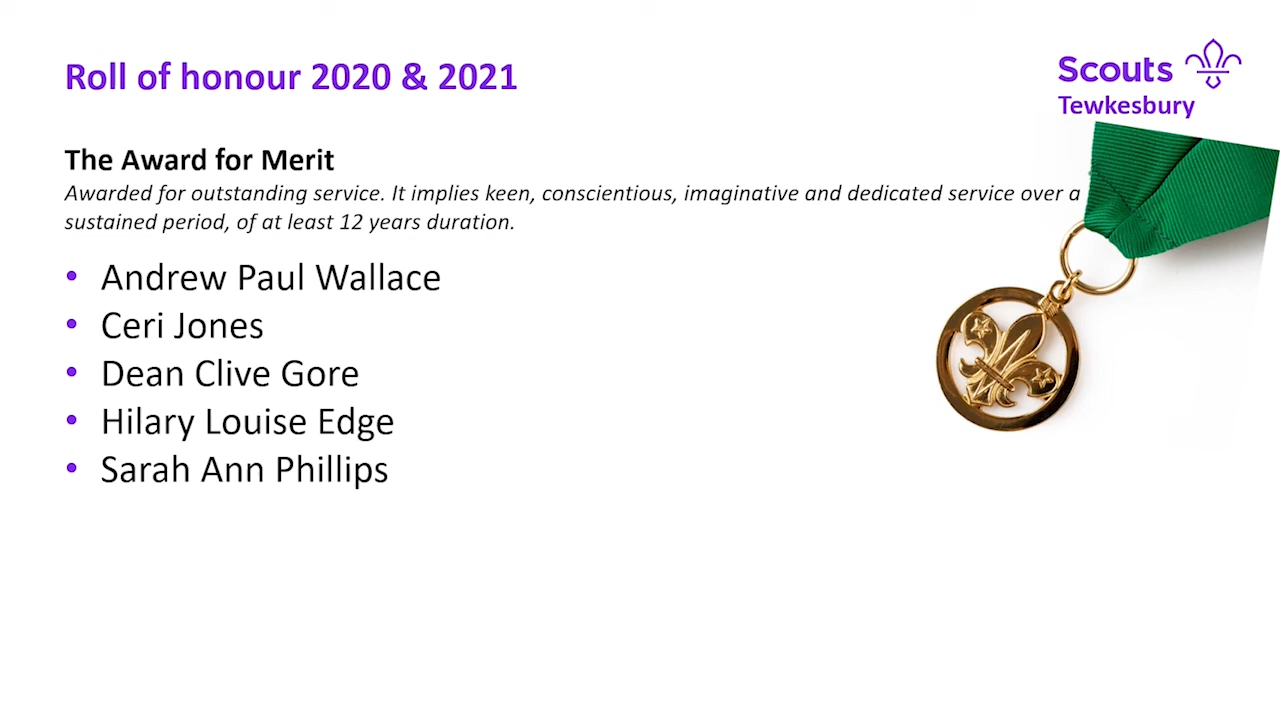 Roll of honour 2020 & 2021
Scouts
Tewkesbury
The Award for Merit
Awarded for outstanding service. It implies keen, conscientious, imaginative and dedicated service over a
sustained period, of at least 12 years duration.
• Andrew Paul Wallace
• Ceri Jones
• Dean Clive Gore
• Hilary Louise Edge
• Sarah Ann Phillips